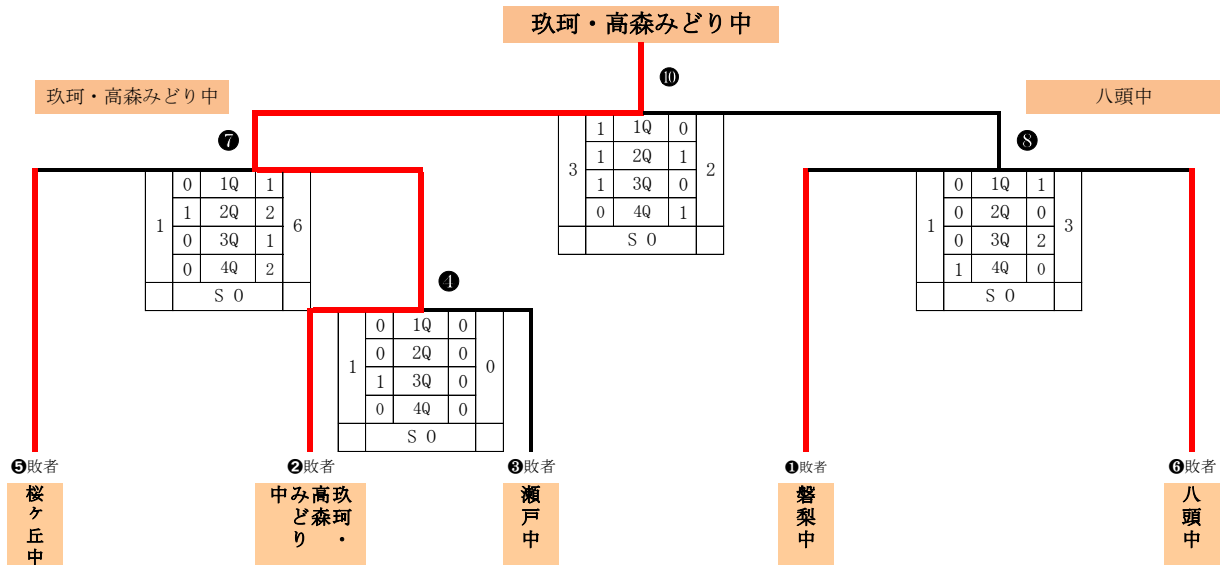 玖珂・高森みどり中
❿
玖珂・高森みどり中
八頭中
❼
❽
1 1Q 0
1 2Q 1
3 1 3Q 0 2
0 4Q 1
S O
0 1Q 1
1 2Q 2
1 0 3Q 1 6
0 4Q 2
S O
0 1Q 1
0 2Q 0
1 0 3Q 2 3
1 4Q 0
S O
❹
0 1Q 0
0 2Q 0
1 1 3Q 0 0
0 4Q 0
S O
❺敗者
❷敗者
❸敗者
❶敗者
❻敗者
桜ヶ丘中
玖珂・
高森
みどり
中
瀬戸中
磐梨中
八頭中